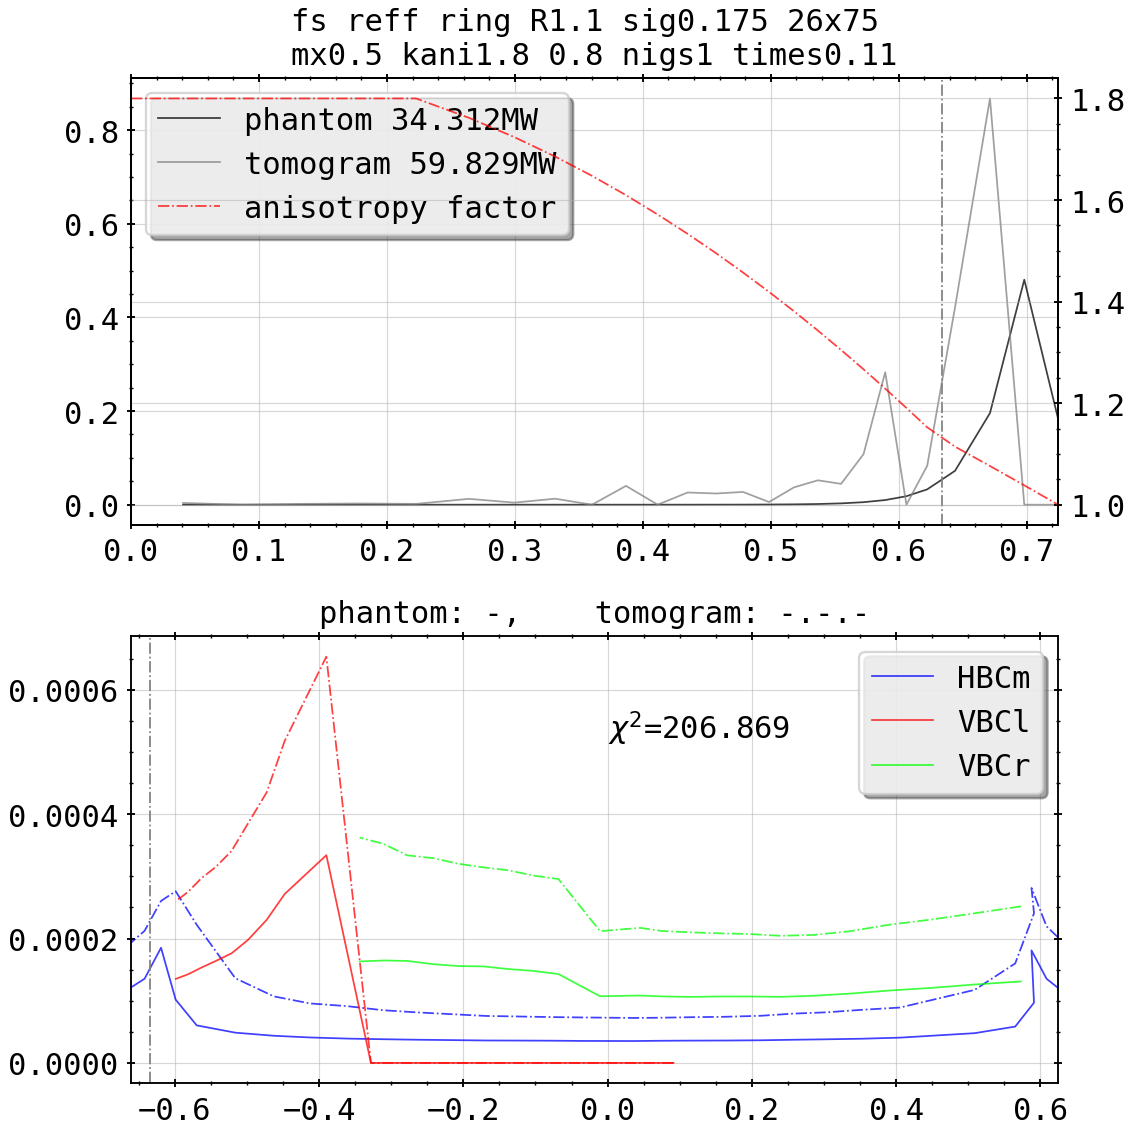 fs reff ring R1.1 sig0.175 26x75
mx0.5 kani1.8 0.8 nigs1 times0.11
phantom 34.312MW
tomogram 59.829MW
anisotropy factor
0.8
0.6
0.4
0.2
0.0
1.8
1.6
1.4
1.2
1.0
0.0 0.1 0.2 0.3 0.4 0.5 0.6 0.7
phantom: -,    tomogram: -.-.-
HBCm
VBCl
VBCr
χ²=206.869
0.0006
0.0004
0.0002
0.0000
−0.6 −0.4 −0.2 0.0 0.2 0.4 0.6